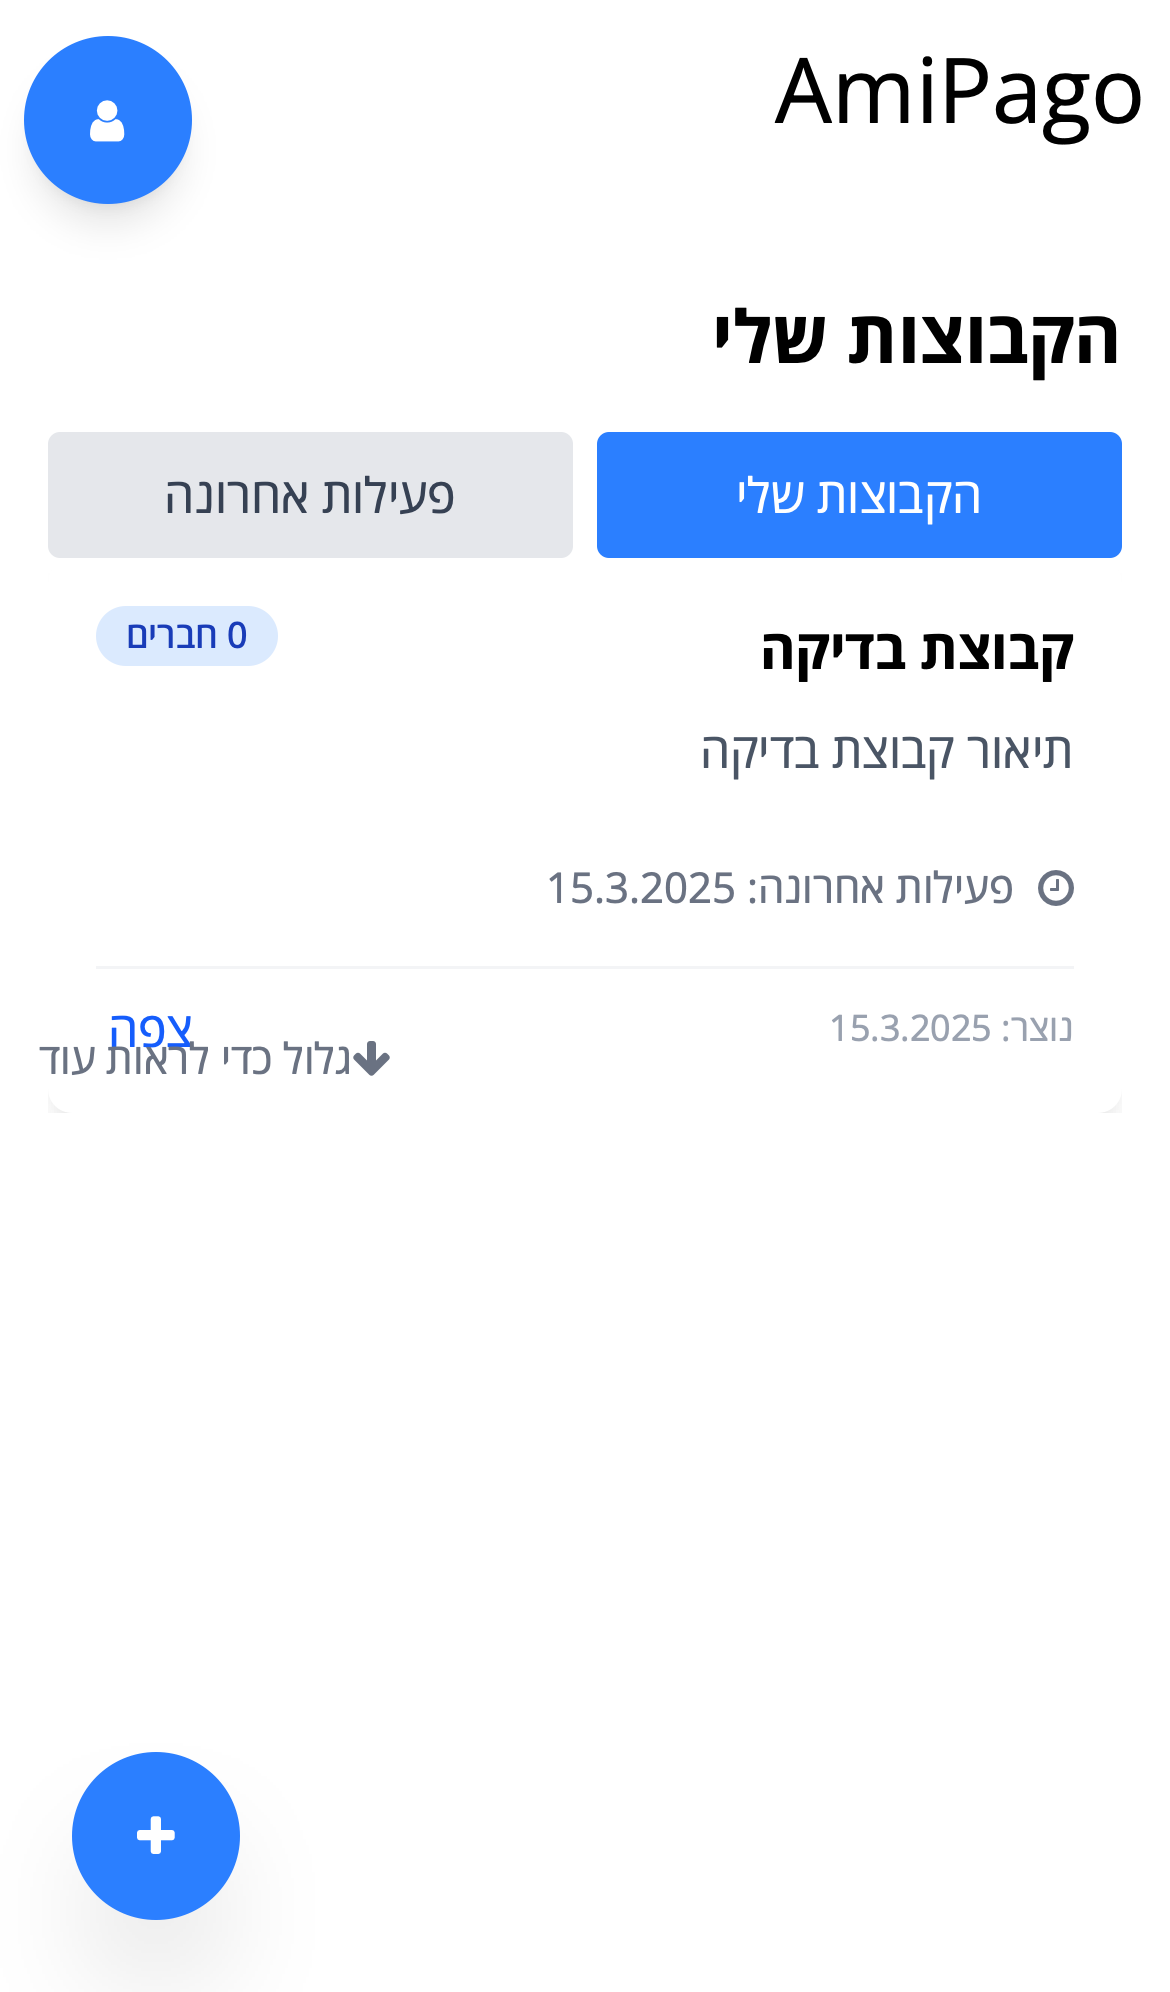 AmiPago
הקבוצות שלי
הקבוצות שלי
פעילות אחרונה
קבוצת בדיקה
0 חברים
תיאור קבוצת בדיקה
פעילות אחרונה: 15.3.2025
נוצר: 15.3.2025
צפה
גלול כדי לראות עוד